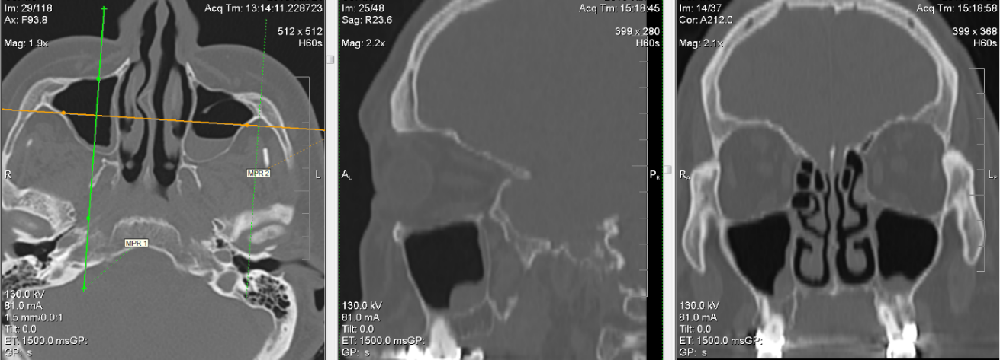 Im: 29/118
Ax: F93.8
Mag: 1.9x
Acq Tm: 13:14:11.228723
512 x 512
H60s
R
L
MPR 2
MPR 1
130.0 kV
81.0 mA
1.5 mm/0.0:1
Tilt: 0.0
ET: 1500.0 msGP:
GP: s
Im: 25/48
Sag: R23.6
Mag: 2.2x
Acq Tm: 15:18:45
399 x 280
H60s
AL
PR
130.0 kV
81.0 mA
Tilt: 0.0
ET: 1500.0 msGP:
GP: s
Im: 14/37
Cor: A212.0
Mag: 2.1x
Acq Tm: 15:18:58
399 x 368
H60s
RA
LP
130.0 kV
81.0 mA
Tilt: 0.0
ET: 1500.0 msGP:
GP: s